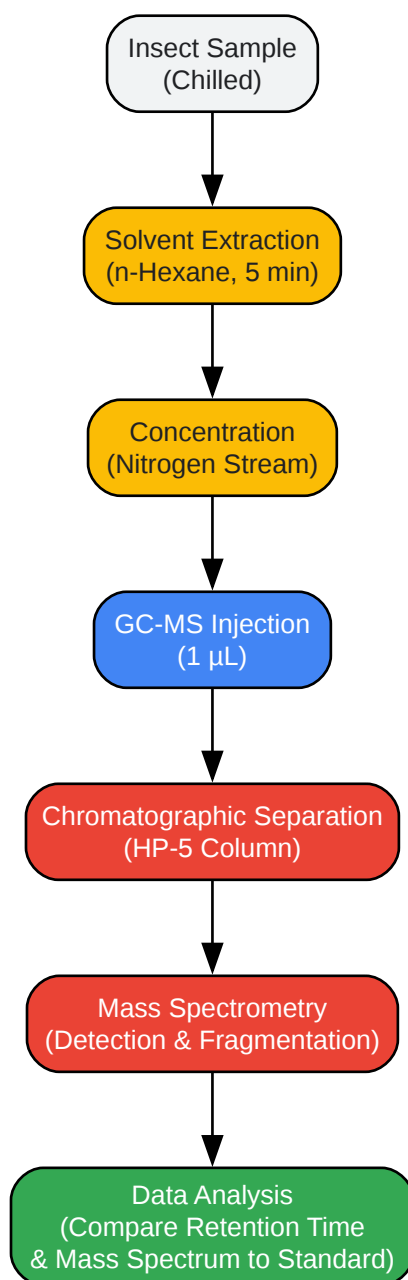 Insect Sample
(Chilled)
Solvent Extraction
(n-Hexane, 5 min)
Concentration
(Nitrogen Stream)
GC-MS Injection
(1 µL)
Chromatographic Separation
(HP-5 Column)
Mass Spectrometry
(Detection & Fragmentation)
Data Analysis
(Compare Retention Time
& Mass Spectrum to Standard)